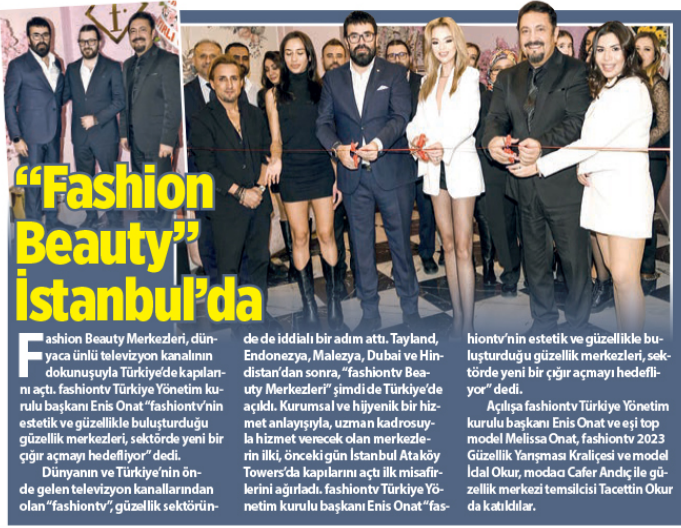 “Fashion
Beauty”
İstanbul’da
Fashion Beauty Merkezleri, dün-
yaca ünlü televizyon kanalının
dokunuşuyla Türkiye’de kapıları-
nı açtı. fashiontv Türkiye Yönetim ku-
rulu başkanı Enis Onat “fashiontv’nin
estetik ve güzellikle buluşturduğu
güzellik merkezleri, sektörde yeni bir
çığır açmayı hedefliyor” dedi.
Dünyanın ve Türkiye’nin ön-
de gelen televizyon kanallarından
olan “fashiontv”, güzellik sektörün-
de de iddialı bir adım attı. Tayland,
Endonezya, Malezya, Dubai ve Hin-
distan’dan sonra, “fashiontv Bea-
uty Merkezleri” şimdi de Türkiye’de
açıldı. Kurumsal ve hijyenik bir hiz-
met anlayışıyla, uzman kadrosuy-
la hizmet verecek olan merkezle-
rin ilki, önceki gün İstanbul Ataköy
Towers’da kapılarını açtı ilk misafir-
lerini ağırladı. fashiontv Türkiye Yö-
netim kurulu başkanı Enis Onat “fas-
hiontv’nin estetik ve güzellikle bu-
luşturduğu güzellik merkezleri, sek-
törde yeni bir çığır açmayı hedefli-
yor” dedi.
Açılışa fashiontv Türkiye Yönetim
kurulu başkanı Enis Onat ve eşi top
model Melissa Onat, fashiontv 2023
Güzellik Yarışması Kraliçesi ve model
İdal Okur, modacı Cafer Andıç ile gü-
zellik merkezi temsilcisi Tacettin Okur
da katıldılar.